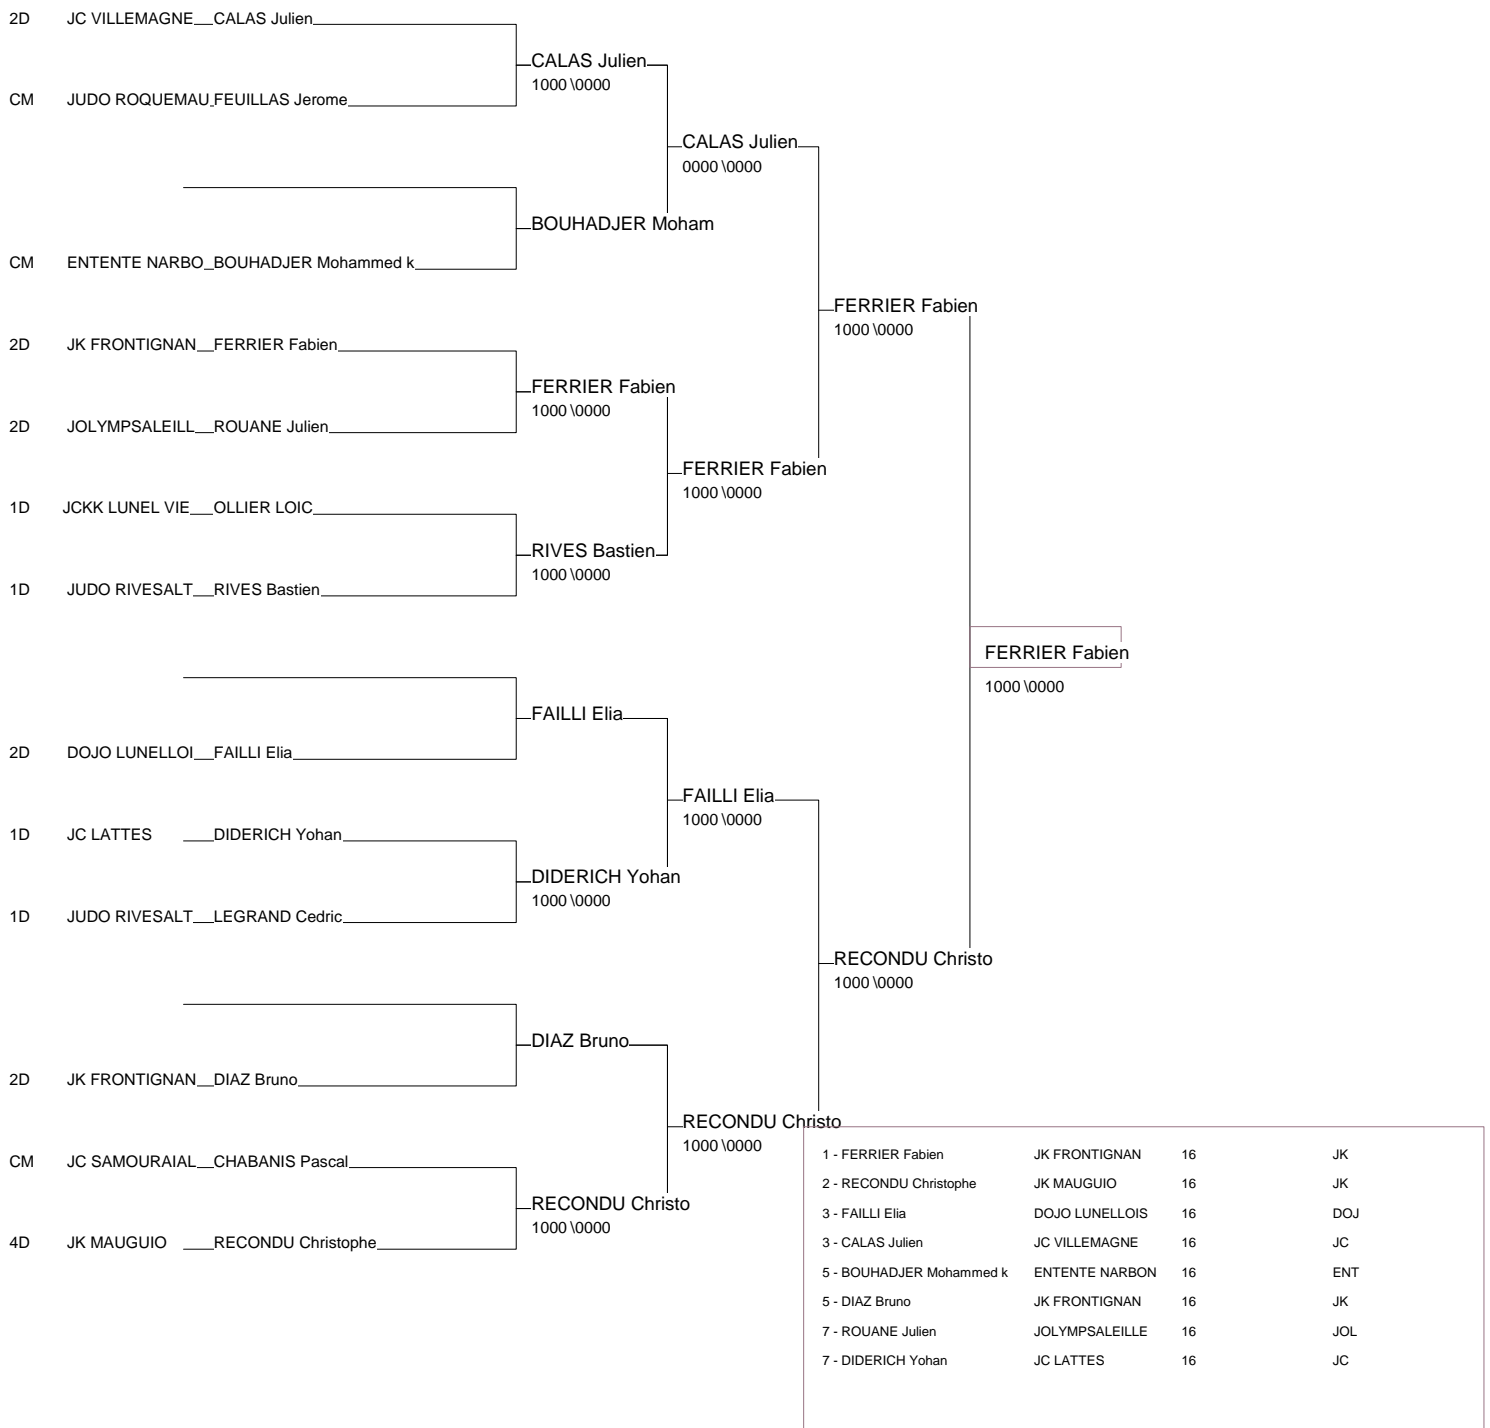 2D JC VILLEMAGNE CALAS Julien
CALAS Julien
1000 \0000
CM JUDO ROQUEMAU FEUILLAS Jerome
CALAS Julien
0000 \0000
BOUHADJER Moham
CM ENTENTE NARBO BOUHADJER Mohammed k
FERRIER Fabien
1000 \0000
2D JK FRONTIGNAN FERRIER Fabien
FERRIER Fabien
1000 \0000
2D JOLYMPSALEILL ROUANE Julien
FERRIER Fabien
1000 \0000
1D JCKK LUNEL VIE OLLIER LOIC
RIVES Bastien
1000 \0000
1D JUDO RIVESALT RIVES Bastien
FERRIER Fabien
1000 \0000
FAILLI Elia
2D DOJO LUNELLOI FAILLI Elia
FAILLI Elia
1000 \0000
1D JC LATTES DIDERICH Yohan
DIDERICH Yohan
1000 \0000
1D JUDO RIVESALT LEGRAND Cedric
RECONDU Christo
1000 \0000
DIAZ Bruno
2D JK FRONTIGNAN DIAZ Bruno
RECONDU Christo
1000 \0000
CM JC SAMOURAIAL CHABANIS Pascal
RECONDU Christo
1000 \0000
4D JK MAUGUIO RECONDU Christophe
1 - FERRIER Fabien JK FRONTIGNAN 16 JK
2 - RECONDU Christophe JK MAUGUIO 16 JK
3 - FAILLI Elia DOJO LUNELLOIS 16 DOJ
3 - CALAS Julien JC VILLEMAGNE 16 JC
5 - BOUHADJER Mohammed k ENTENTE NARBON 16 ENT
5 - DIAZ Bruno JK FRONTIGNAN 16 JK
7 - ROUANE Julien JOLYMPSALEILLE 16 JOL
7 - DIDERICH Yohan JC LATTES 16 JC